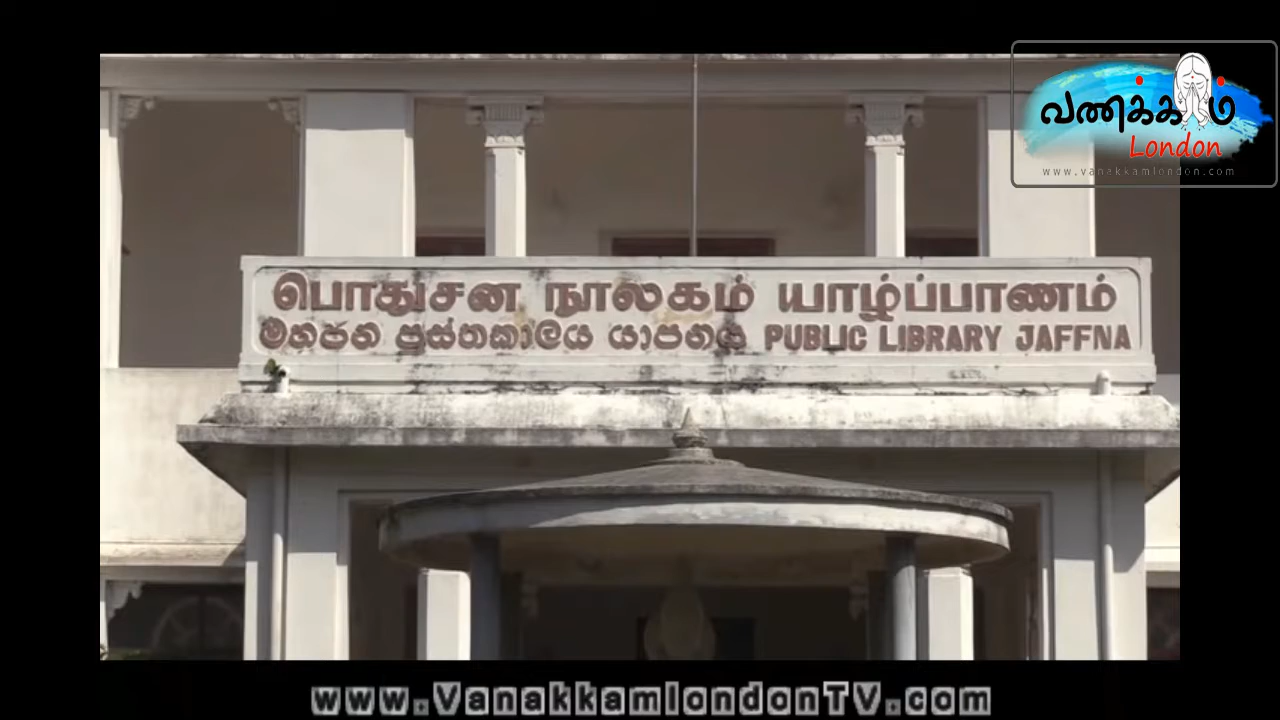 வணக்கம்
London
www.vanakkamlondon.com
பொதுசன நூலகம் யாழ்ப்பாணம்
මහජන පුස්තකාලය යාපනය PUBLIC LIBRARY JAFFNA
www.VanakkamlondonTV.com